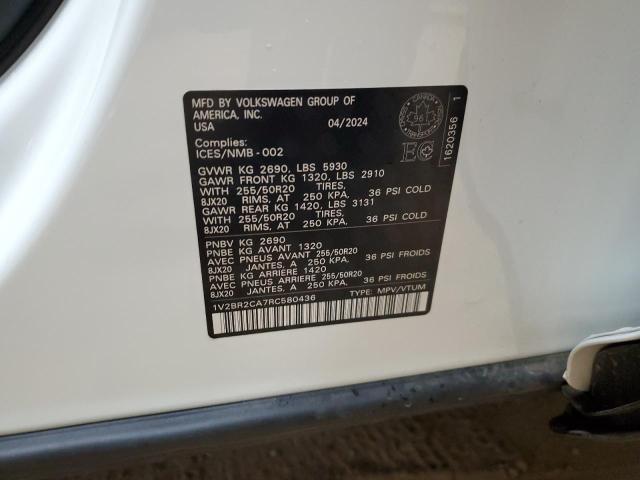 MFD BY VOLKSWAGEN GROUP OF
AMERICA, INC.
USA
04/2024
Complies:
ICES/NMB-002
GVWR KG 2690, LBS 5930
GAWR FRONT KG 1320, LBS 2910
WITH 255/50R20 TIRES,
8JX20 RIMS, AT 250 KPA, 36 PSI COLD
GAWR REAR KG 1420, LBS 3131
WITH 255/50R20 TIRES,
8JX20 RIMS, AT 250 KPA, 36 PSI COLD
PNBV KG 2690
PNBE KG AVANT 1320
AVEC PNEUS AVANT 255/50R20
8JX20 JANTES, A 250 KPA, 36 PSI FROIDS
PNBE KG ARRIERE 1420
AVEC PNEUS ARRIERE 255/50R20
8JX20 JANTES, A 250 KPA, 36 PSI FROIDS
1V2BR2CA7RC580436 TYPE: MPV/VTUM
CANADA
96
1620356 1